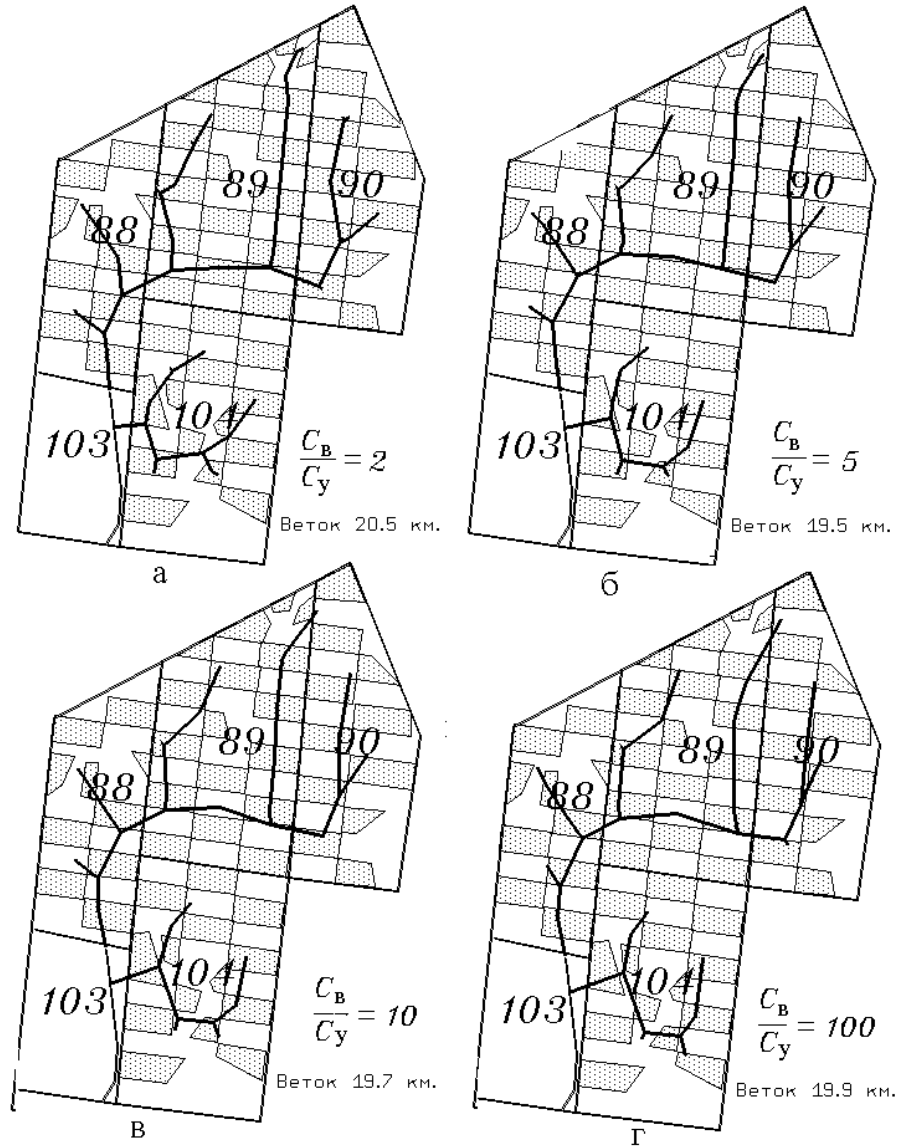 89
90
88
104
103
Cв
Cу = 2
Веток 20.5 км.
а
89
90
88
104
103
Cв
Cу = 5
Веток 19.5 км.
б
89
90
88
104
103
Cв
Cу = 10
Веток 19.7 км.
в
89
90
88
104
103
Cв
Cу = 100
Веток 19.9 км.
г